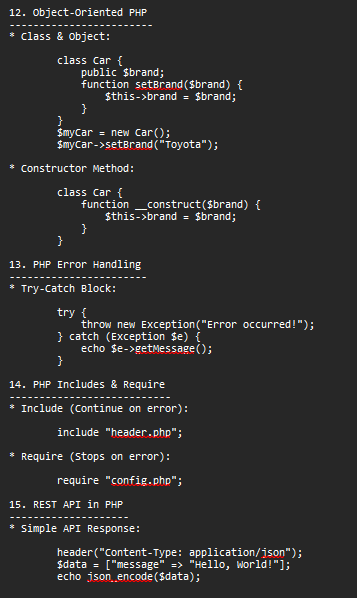 12. Object-Oriented PHP
------------------------
* Class & Object:
class Car {
public $brand;
function setBrand($brand) {
$this->brand = $brand;
}
}
$myCar = new Car();
$myCar->setBrand("Toyota");
* Constructor Method:
class Car {
function __construct($brand) {
$this->brand = $brand;
}
}
13. PHP Error Handling
-----------------------
* Try-Catch Block:
try {
throw new Exception("Error occurred!");
} catch (Exception $e) {
echo $e->getMessage();
}
14. PHP Includes & Require
---------------------------
* Include (Continue on error):
include "header.php";
* Require (Stops on error):
require "config.php";
15. REST API in PHP
--------------------
* Simple API Response:
header("Content-Type: application/json");
$data = ["message" => "Hello, World!"];
echo json_encode($data);